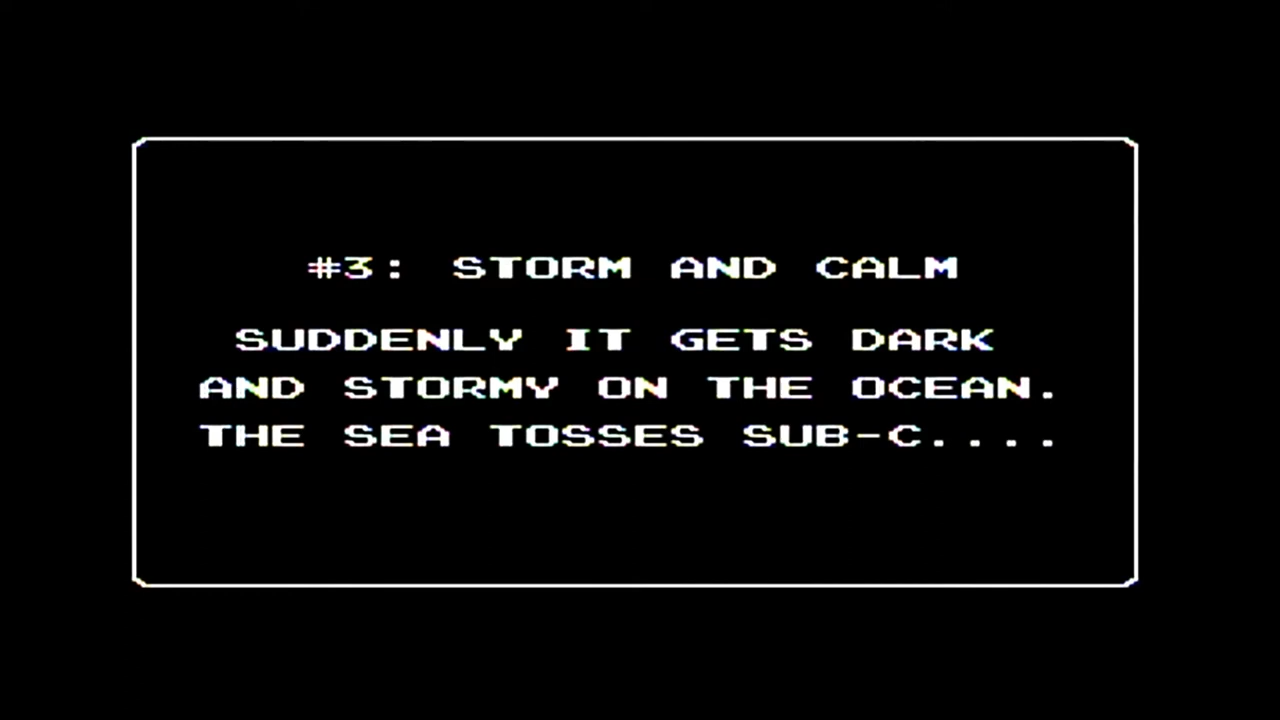 #3: STORM AND CALM
SUDDENLY IT GETS DARK
AND STORMY ON THE OCEAN.
THE SEA TOSSES SUB-C....